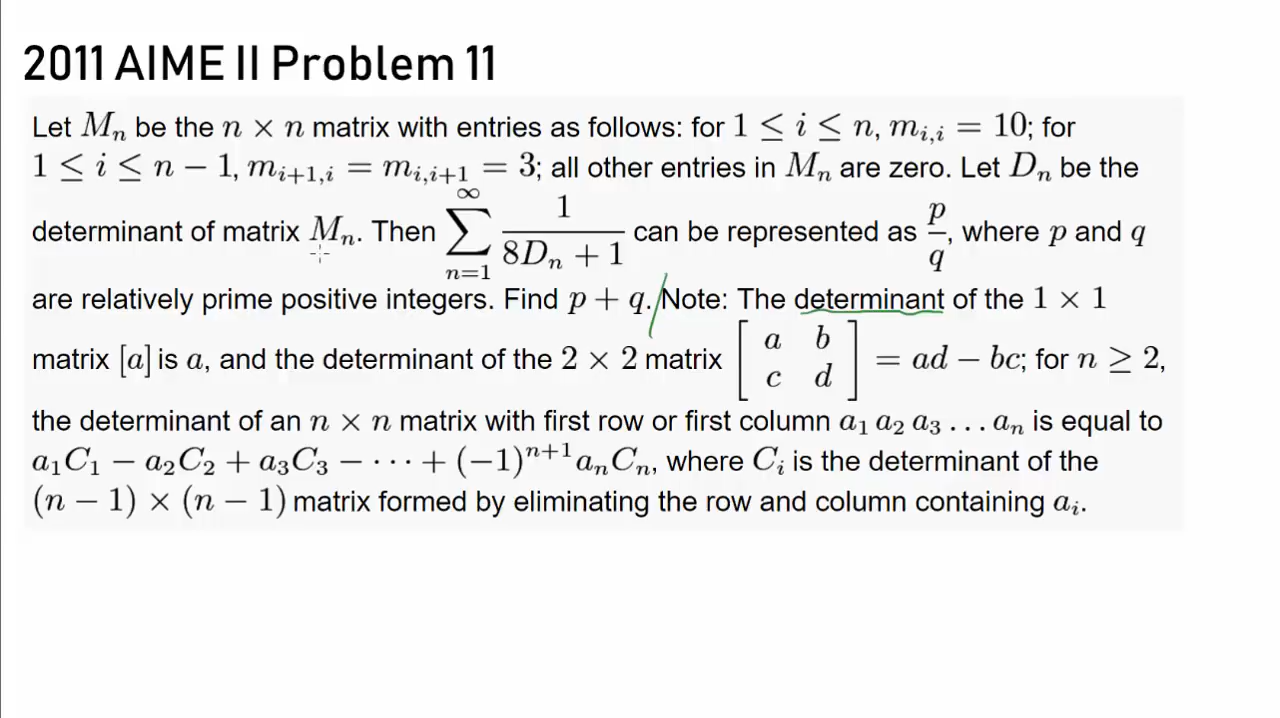 2011 AIME II Problem 11
Let $M_n$ be the $n \times n$ matrix with entries as follows: for $1 \leq i \leq n$, $m_{i,i} = 10$; for
$1 \leq i \leq n - 1$, $m_{i+1,i} = m_{i,i+1} = 3$; all other entries in $M_n$ are zero. Let $D_n$ be the
determinant of matrix $M_n$. Then $\sum_{n=1}^{\infty} \frac{1}{8D_n + 1}$ can be represented as $\frac{p}{q}$, where $p$ and $q$
are relatively prime positive integers. Find $p + q$. Note: The determinant of the $1 \times 1$
matrix $[a]$ is $a$, and the determinant of the $2 \times 2$ matrix $\begin{bmatrix} a & b \\ c & d \end{bmatrix} = ad - bc$; for $n \geq 2$,
the determinant of an $n \times n$ matrix with first row or first column $a_1\ a_2\ a_3 \ldots a_n$ is equal to
$a_1C_1 - a_2C_2 + a_3C_3 - \cdots + (-1)^{n+1}a_nC_n$, where $C_i$ is the determinant of the
$(n - 1) \times (n - 1)$ matrix formed by eliminating the row and column containing $a_i$.